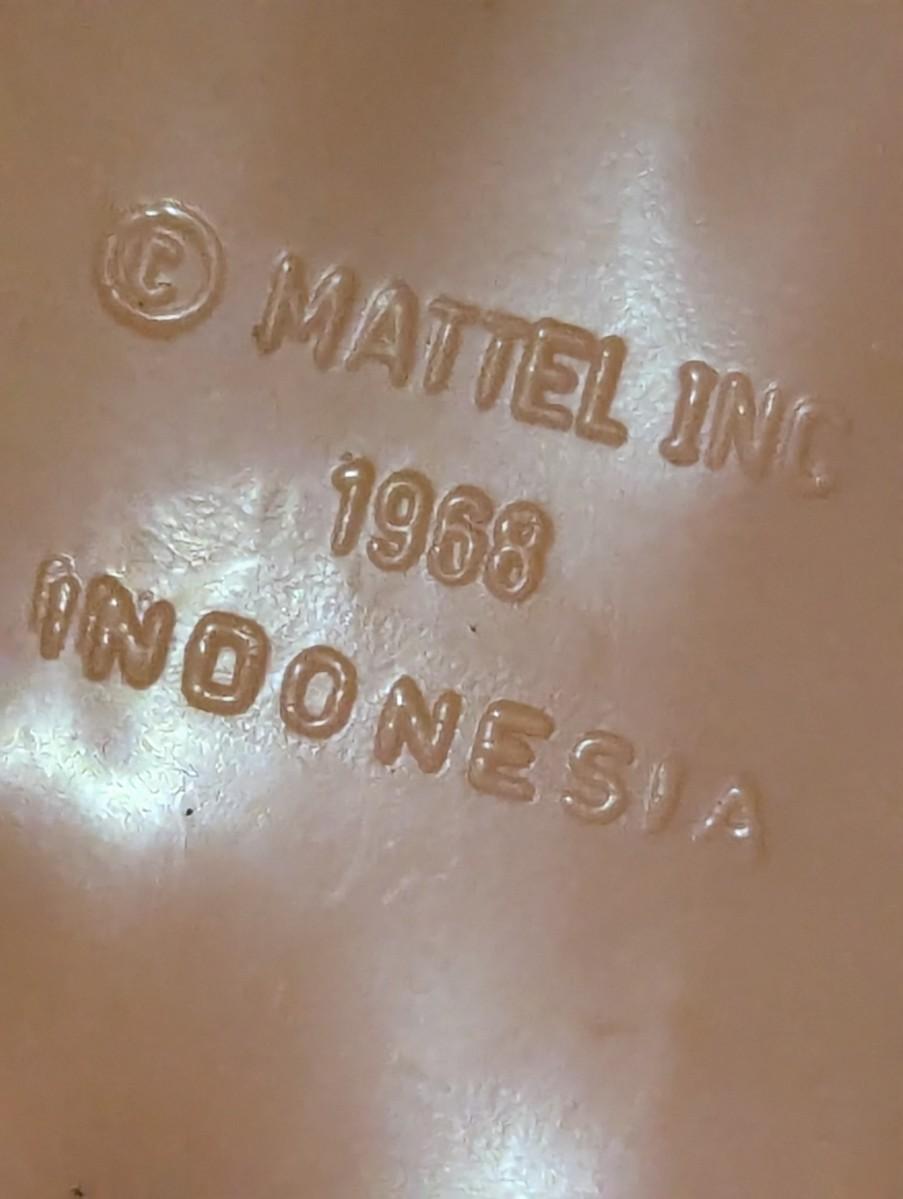 © MATTEL INC
1968
INDONESIA